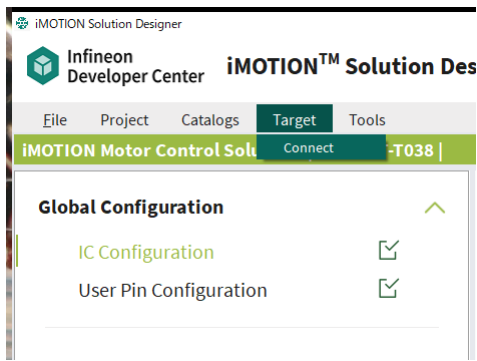 iMOTION Solution Designer
Infineon
Developer Center
iMOTION™ Solution Des
File Project Catalogs Target Tools
iMOTION Motor Control Solu -T038 |
Connect
Global Configuration
IC Configuration
User Pin Configuration